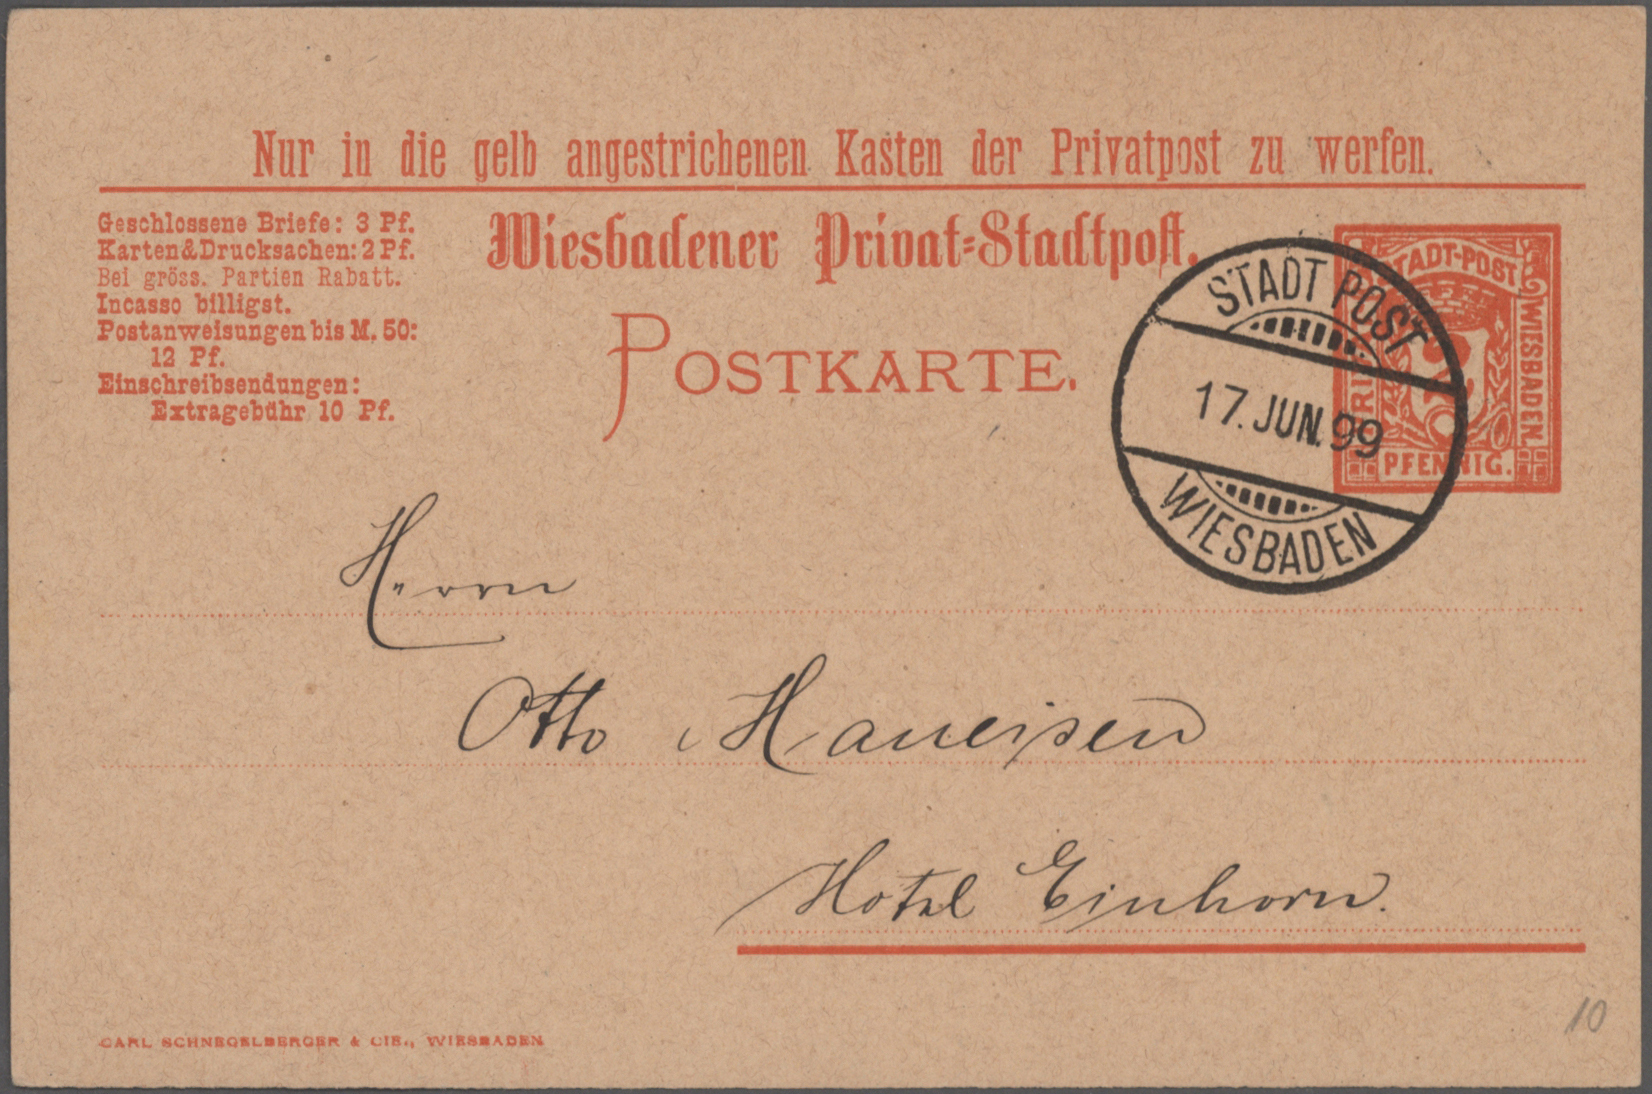 Nur in die gelb angestrichenen Kasten der Privatpost zu werfen.
Geschlossene Briefe: 3 Pf.
Karten&Drucksachen: 2 Pf.
Bei gröss. Partien Rabatt.
Incasso billigst.
Postanweisungen bis M. 50:
12 Pf.
Einschreibsendungen:
Extragebühr 10 Pf.
Wiesbadener Privat-Stadtpost.
POSTKARTE.
STADT POST
17.JUN.99
WIESBADEN
STADT-POST
WIESBADEN.
PFENNIG.
Herrn
Otto Haueisen
Hotel Einhorn.
CARL SCHNEGELBERGER & CIE., WIESBADEN
10